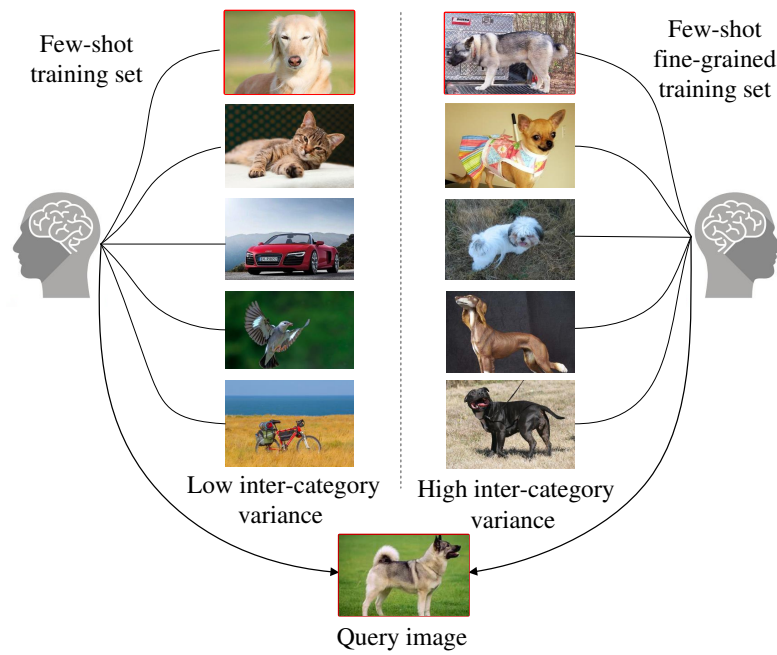 Few-shot
training set
Few-shot
fine-grained
training set
Low inter-category
variance
High inter-category
variance
Query image